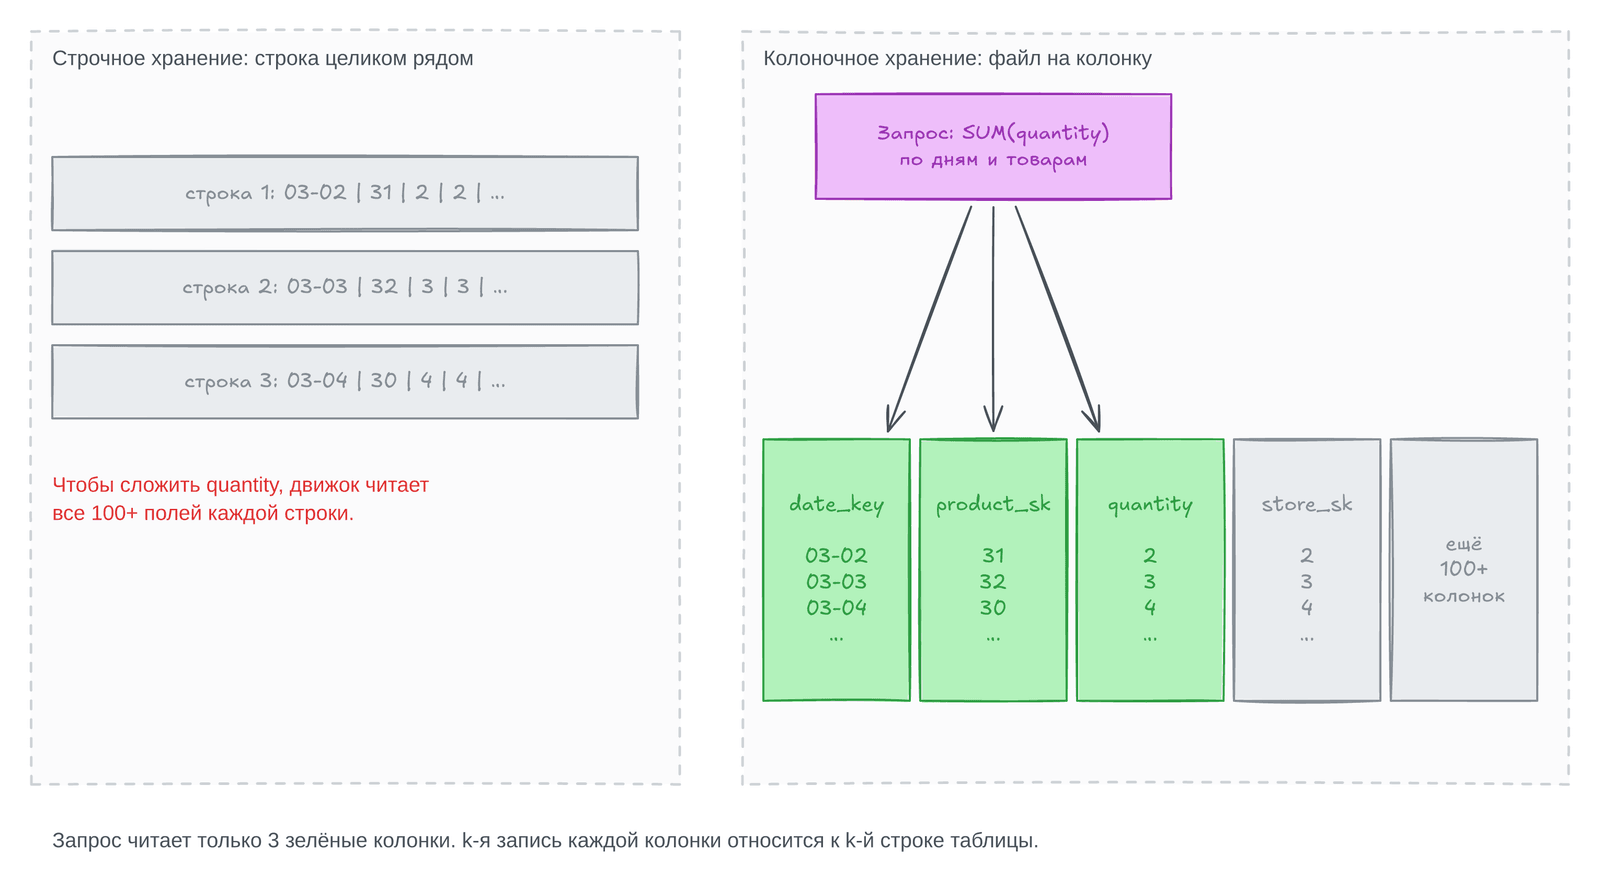 Строчное хранение: строка целиком рядом
строка 1: 03-02 | 31 | 2 | 2 | ...
строка 2: 03-03 | 32 | 3 | 3 | ...
строка 3: 03-04 | 30 | 4 | 4 | ...
Чтобы сложить quantity, движок читает
все 100+ полей каждой строки.
Колоночное хранение: файл на колонку
Запрос: SUM(quantity)
по дням и товарам
date_key
03-02
03-03
03-04
...
product_sk
31
32
30
...
quantity
2
3
4
...
store_sk
2
3
4
...
ещё
100+
колонок
Запрос читает только 3 зелёные колонки. k-я запись каждой колонки относится к k-й строке таблицы.